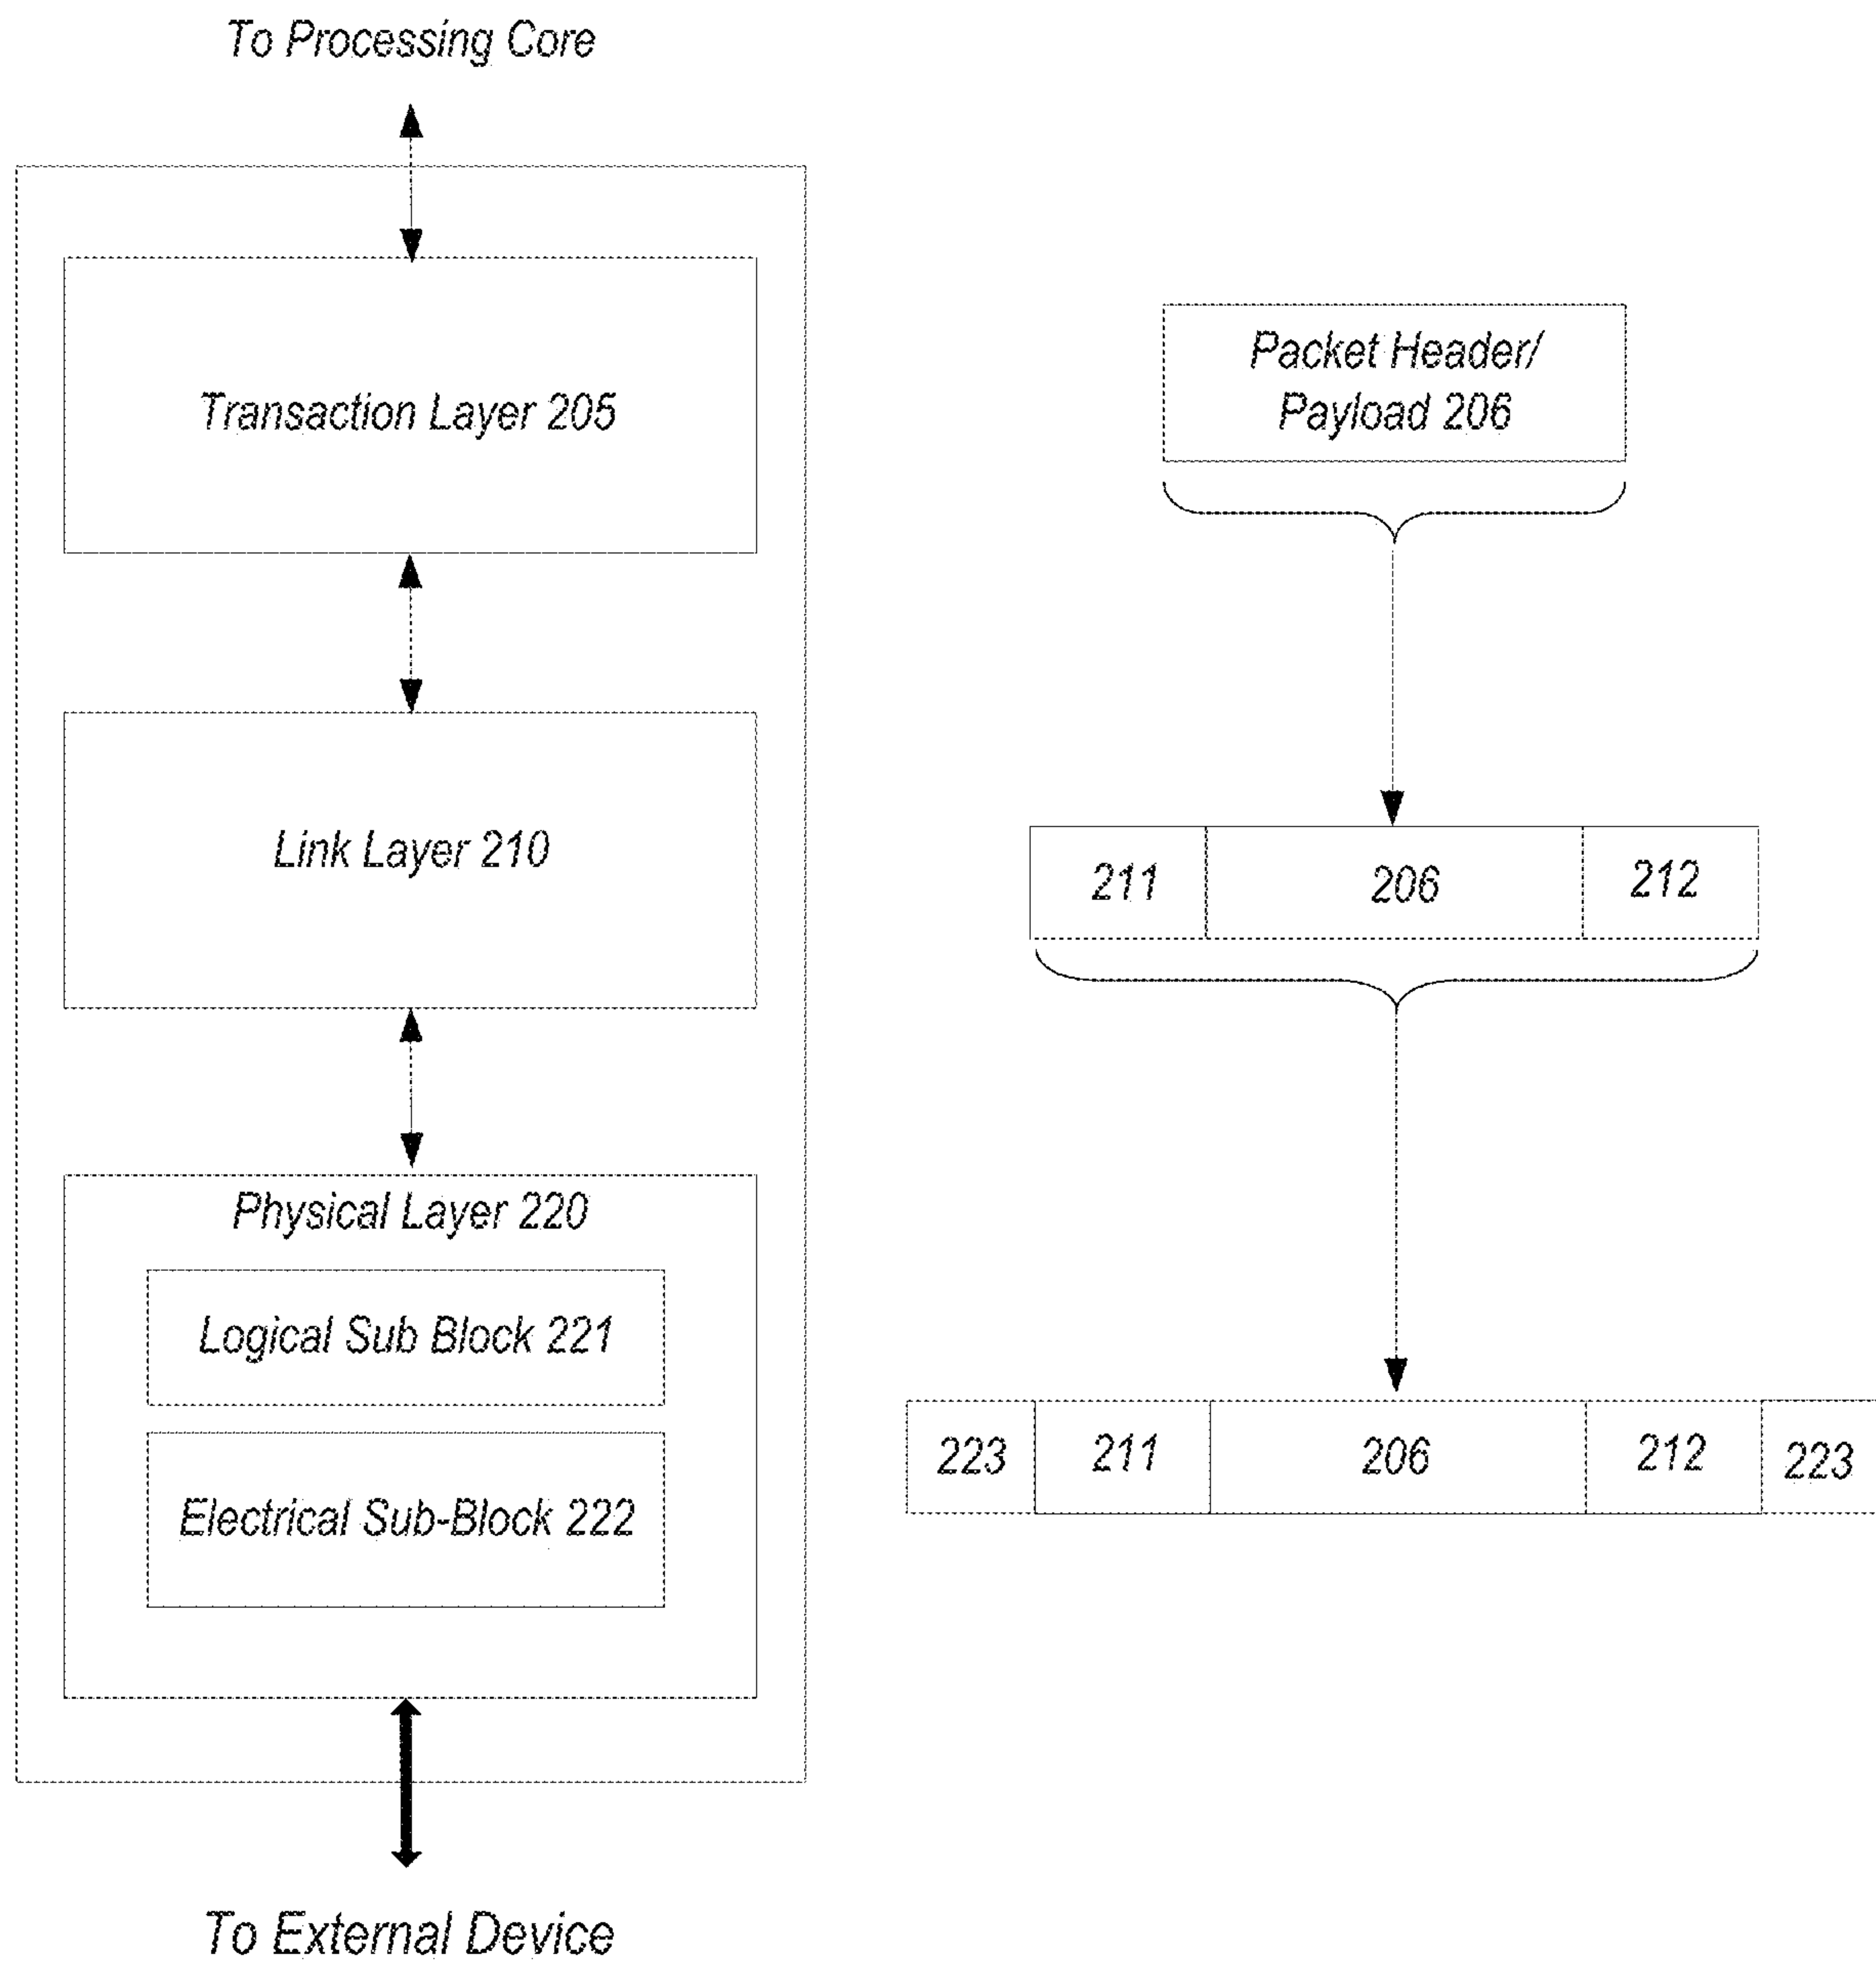 To Processing Core
Transaction Layer 205
Packet Header/
Payload 206
Link Layer 210
211 206 212
Physical Layer 220
Logical Sub Block 221
Electrical Sub-Block 222
223 211 206 212 223
To External Device